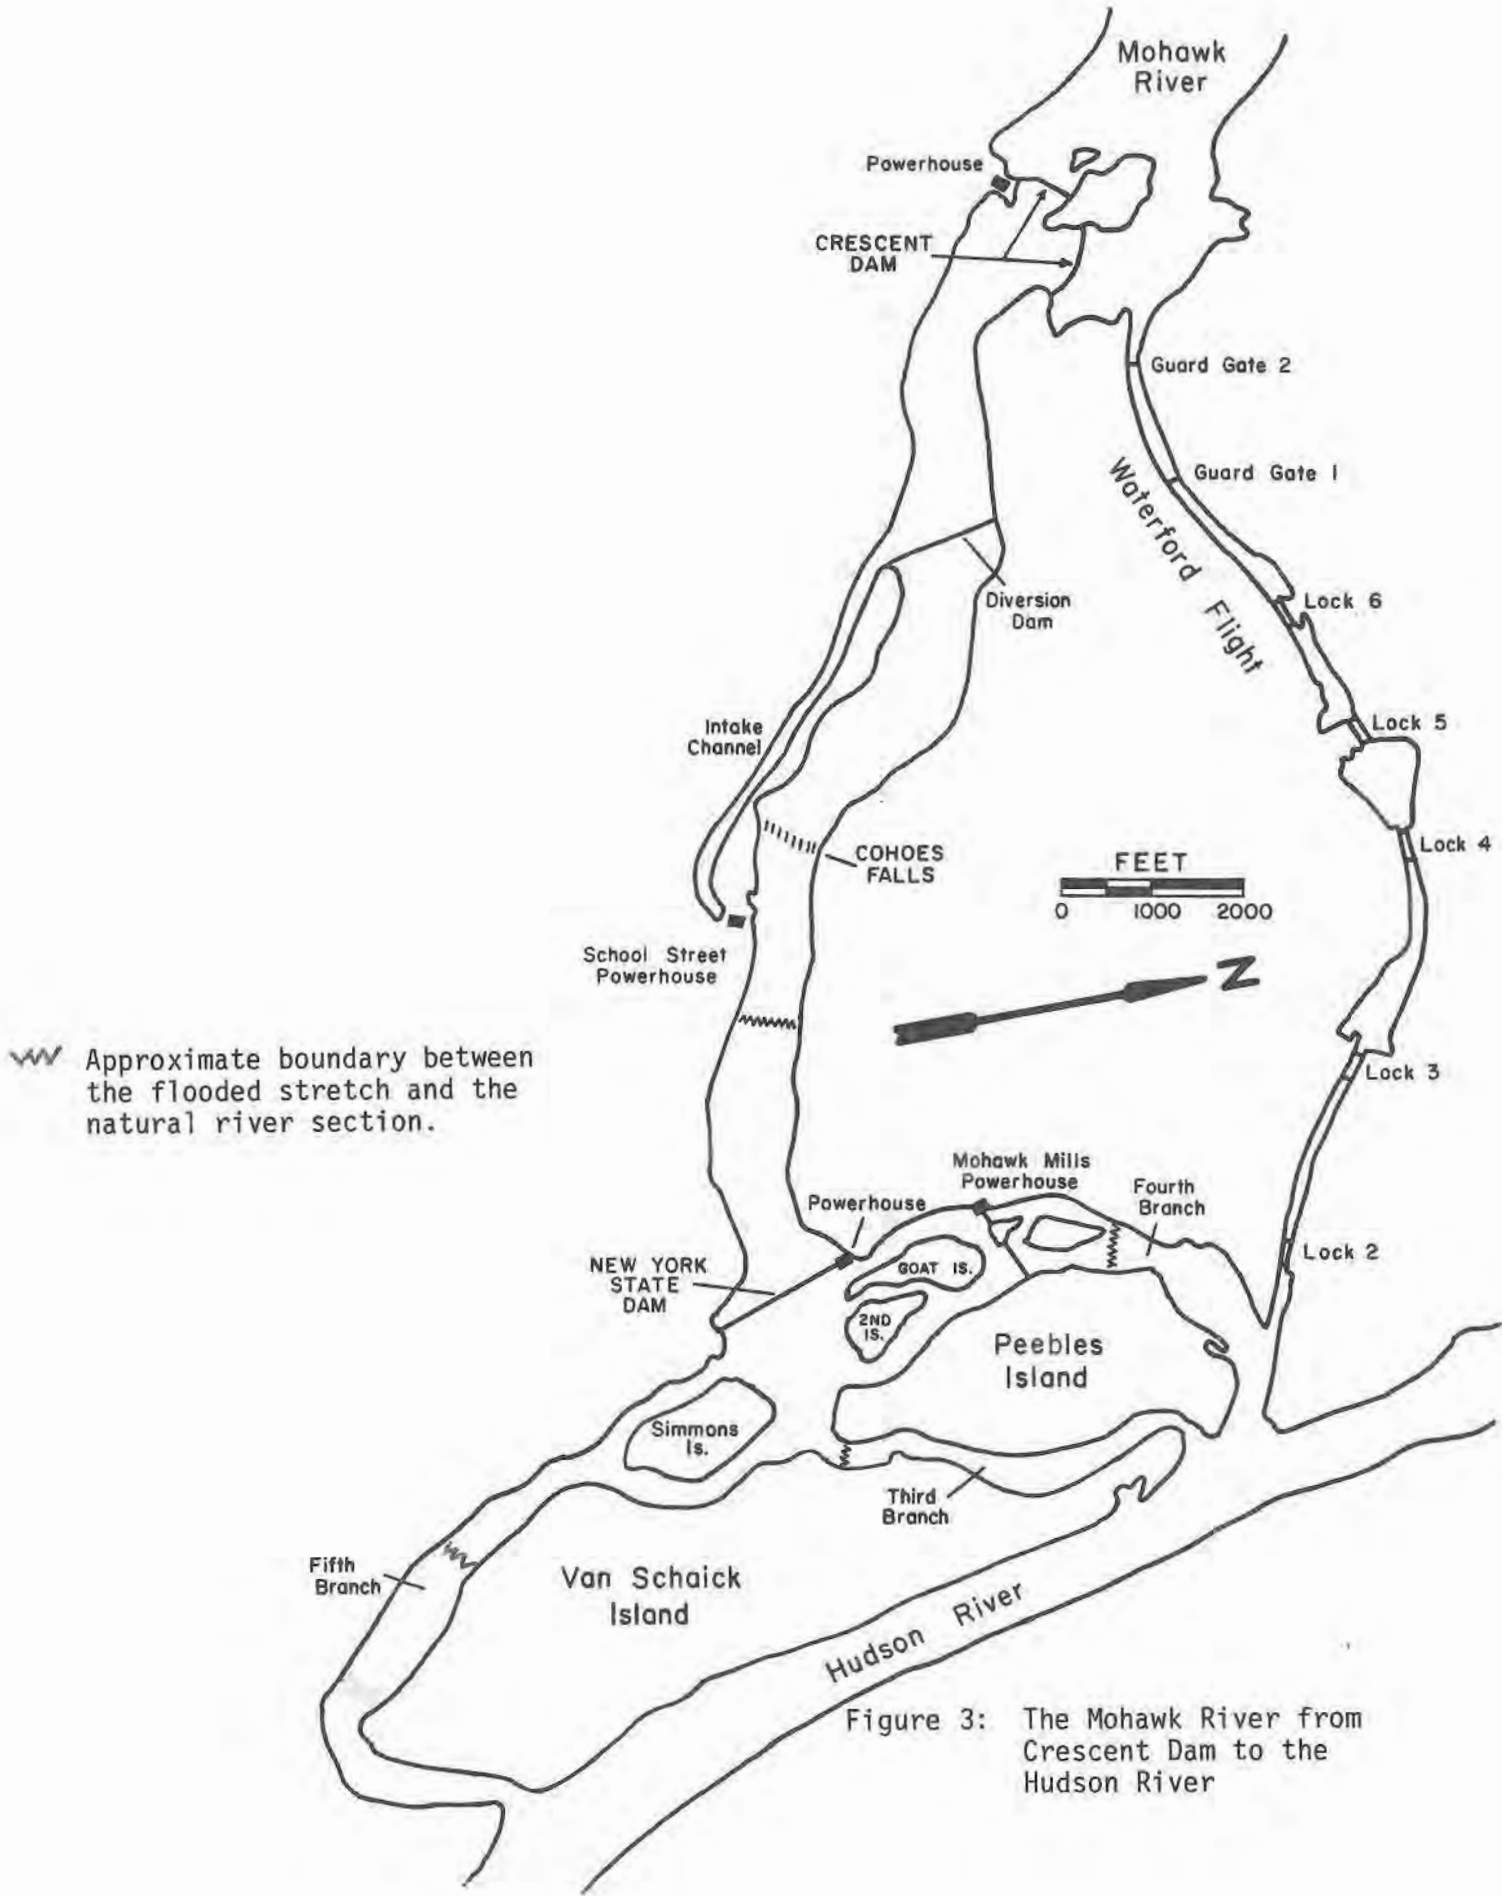 Mohawk
River
Powerhouse
CRESCENT
DAM
Guard Gate 2
Guard Gate 1
Waterford Flight
Lock 6
Diversion
Dam
Lock 5
Intake
Channel
Lock 4
COHOES
FALLS
FEET
0 1000 2000
School Street
Powerhouse
N
Approximate boundary between
the flooded stretch and the
natural river section.
Lock 3
Mohawk Mills
Powerhouse
Fourth
Branch
Powerhouse
Lock 2
NEW YORK
STATE
DAM
GOAT IS.
2ND
IS.
Peebles
Island
Simmons
Is.
Third
Branch
Fifth
Branch
Van Schaick
Island
Hudson River
Figure 3: The Mohawk River from
Crescent Dam to the
Hudson River